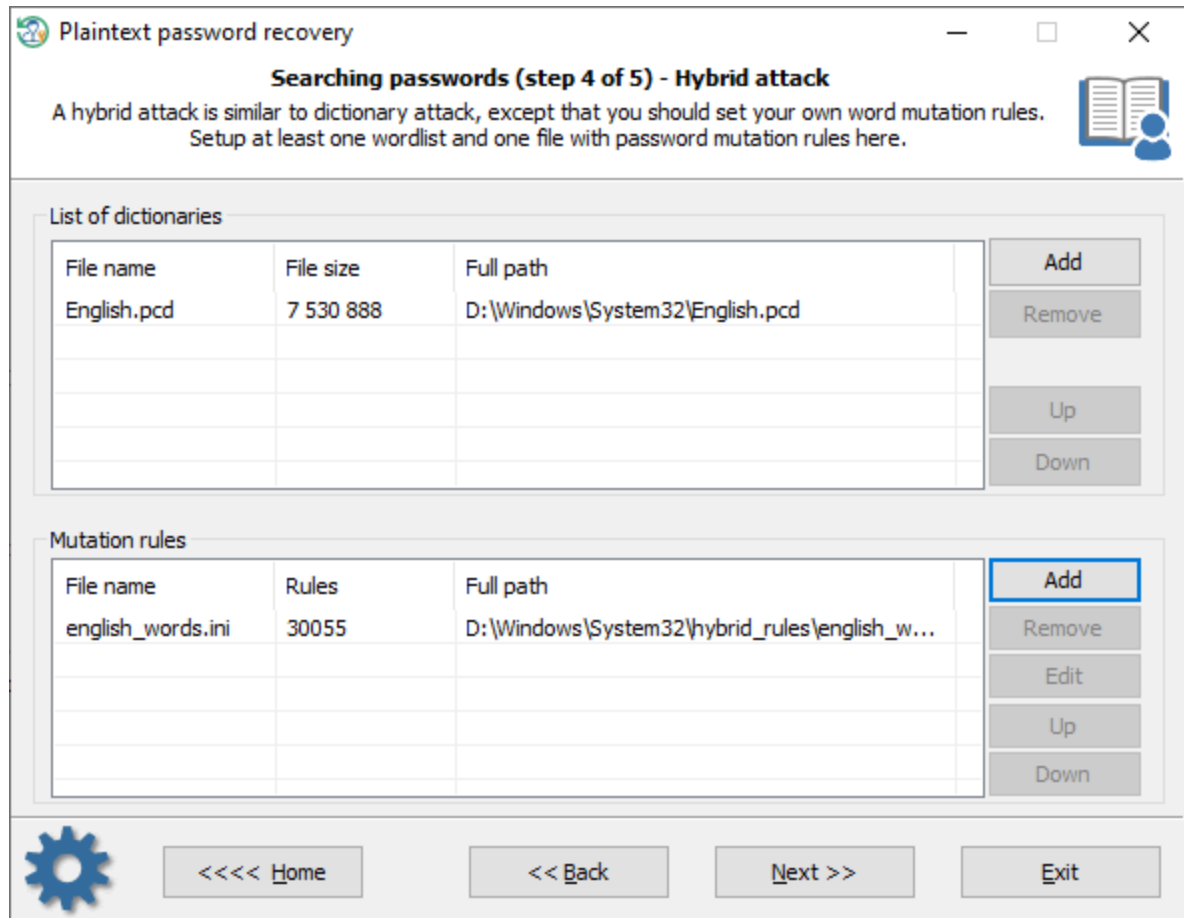 Plaintext password recovery
Searching passwords (step 4 of 5) - Hybrid attack
A hybrid attack is similar to dictionary attack, except that you should set your own word mutation rules.
Setup at least one wordlist and one file with password mutation rules here.
List of dictionaries
File name File size Full path
English.pcd 7 530 888 D:\Windows\System32\English.pcd
Add
Remove
Up
Down
Mutation rules
File name Rules Full path
english_words.ini 30055 D:\Windows\System32\hybrid_rules\english_w...
Add
Remove
Edit
Up
Down
<<<< Home << Back Next >> Exit